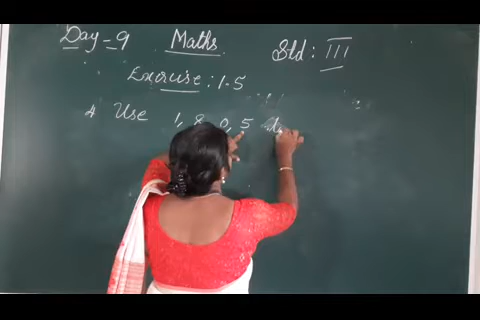 Day - 9 Maths Std : III
Exercise : 1.5
4 Use 1, 8, 0, 5